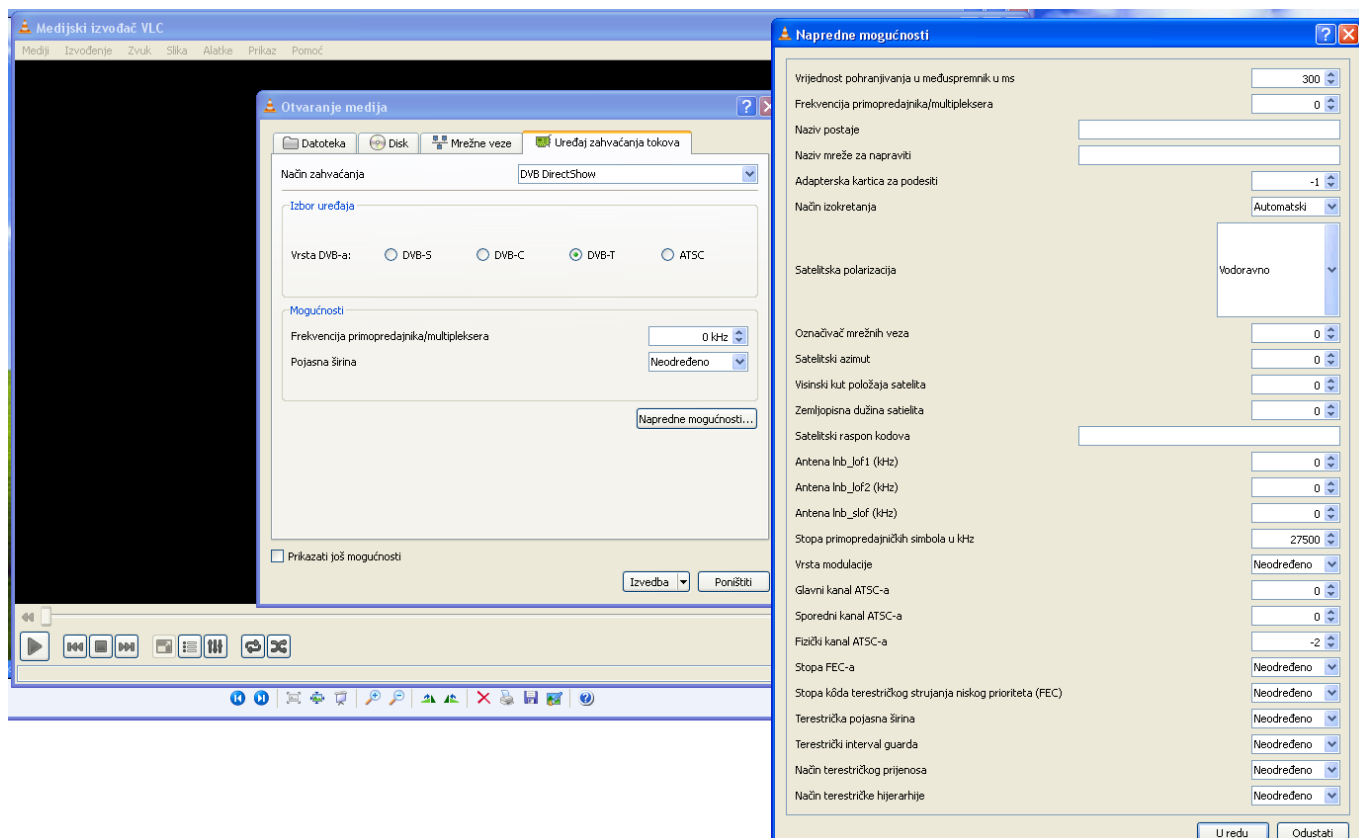 Medijski izvođač VLC
Mediji Izvođenje Zvuk Slika Alatke Prikaz Pomoć
Otvaranje medija
Datoteka Disk Mrežne veze Uređaj zahvaćanja tokova
Način zahvaćanja DVB DirectShow
Izbor uređaja
Vrsta DVB-a: DVB-S DVB-C DVB-T ATSC
Mogućnosti
Frekvencija primopredajnika/multipleksera 0 kHz
Pojasna širina Neodređeno
Napredne mogućnosti...
Prikazati još mogućnosti
Izvedba Poništiti
Napredne mogućnosti
Vrijednost pohranjivanja u međuspremnik u ms 300
Frekvencija primopredajnika/multipleksera 0
Naziv postaje
Naziv mreže za napraviti
Adapterska kartica za podesiti -1
Način izokretanja Automatski
Satelitska polarizacija Vodoravno
Označivač mrežnih veza 0
Satelitski azimut 0
Visinski kut položaja satelita 0
Zemljopisna dužina satielita 0
Satelitski raspon kodova
Antena lnb_lof1 (kHz) 0
Antena lnb_lof2 (kHz) 0
Antena lnb_slof (kHz) 0
Stopa primopredajničkih simbola u kHz 27500
Vrsta modulacije Neodređeno
Glavni kanal ATSC-a 0
Sporedni kanal ATSC-a 0
Fizički kanal ATSC-a -2
Stopa FEC-a Neodređeno
Stopa kôda terestričkog strujanja niskog prioriteta (FEC) Neodređeno
Terestrička pojasna širina Neodređeno
Terestrički interval guarda Neodređeno
Način terestričkog prijenosa Neodređeno
Način terestričke hijerarhije Neodređeno
U redu Odustati